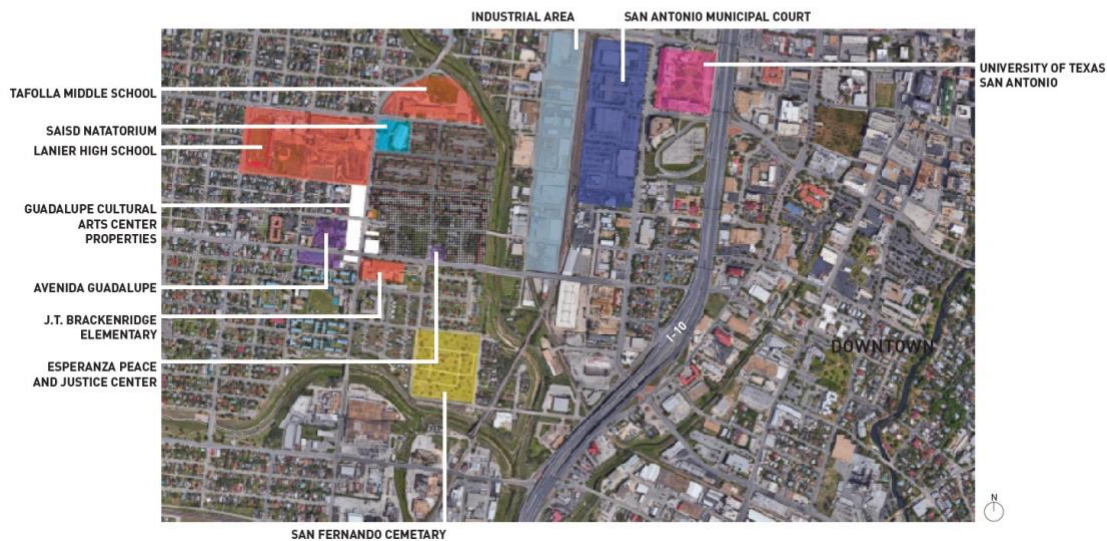 INDUSTRIAL AREA
SAN ANTONIO MUNICIPAL COURT
UNIVERSITY OF TEXAS
SAN ANTONIO
TAFOLLA MIDDLE SCHOOL
SAISD NATATORIUM
LANIER HIGH SCHOOL
GUADALUPE CULTURAL
ARTS CENTER
PROPERTIES
AVENIDA GUADALUPE
J.T. BRACKENRIDGE
ELEMENTARY
ESPERANZA PEACE
AND JUSTICE CENTER
I-10
DOWNTOWN
N
SAN FERNANDO CEMETARY